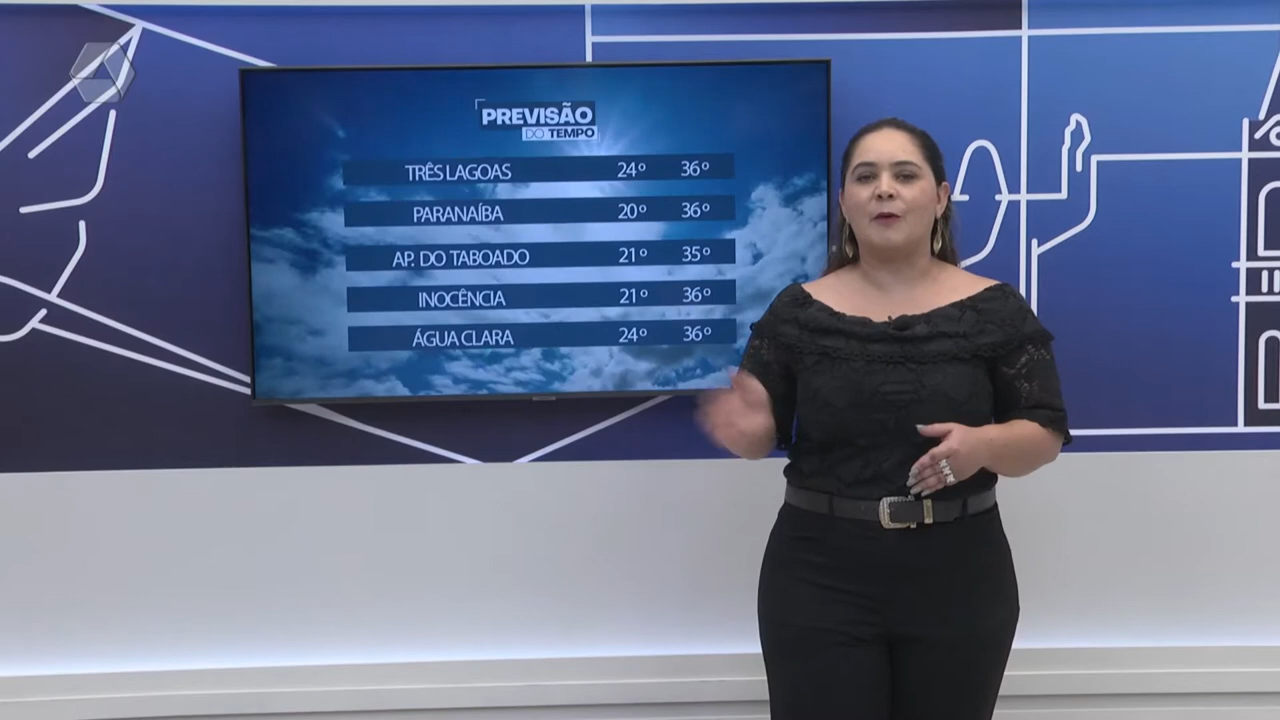 PREVISÃO
DO TEMPO
TRÊS LAGOAS 24º 36º
PARANAÍBA 20º 36º
AP. DO TABOADO 21º 35º
INOCÊNCIA 21º 36º
ÁGUA CLARA 24º 36º